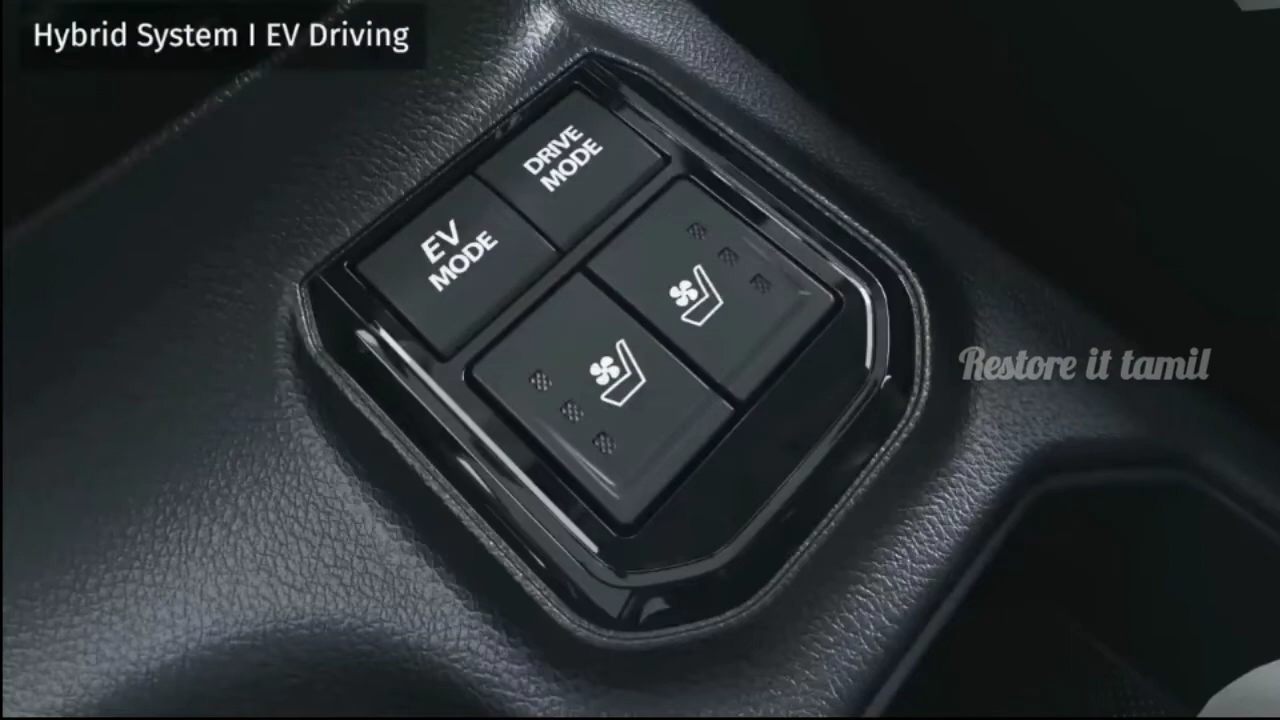 Hybrid System I EV Driving
DRIVE
MODE
EV
MODE
Restore it tamil